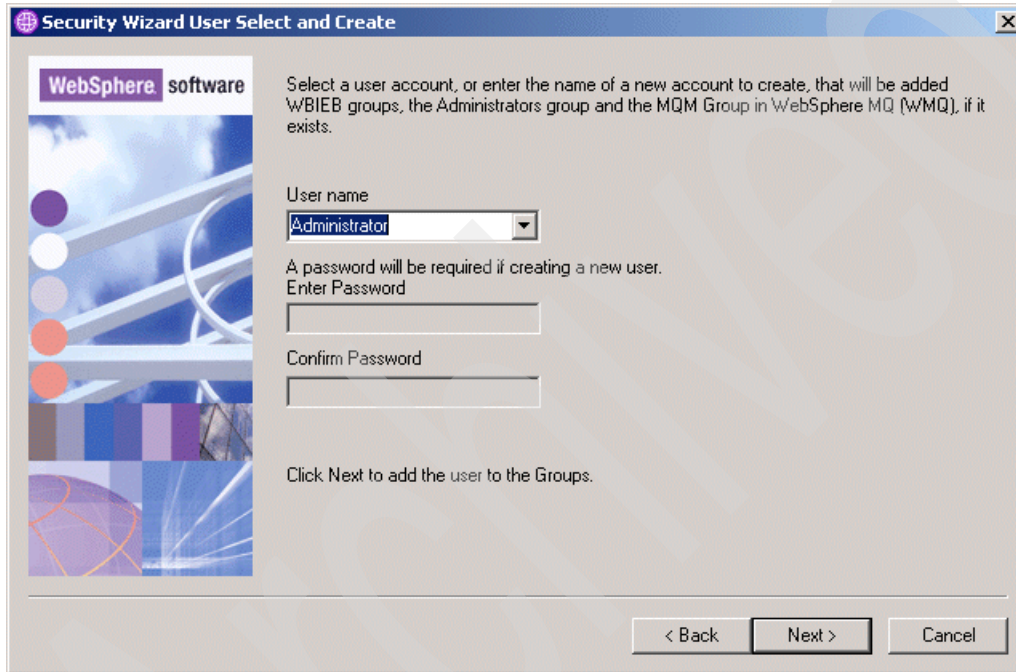 Security Wizard User Select and Create
WebSphere software
Select a user account, or enter the name of a new account to create, that will be added
WBIEB groups, the Administrators group and the MQM Group in WebSphere MQ (WMQ), if it
exists.
User name
Administrator
A password will be required if creating a new user.
Enter Password
Confirm Password
Click Next to add the user to the Groups.
< Back
Next >
Cancel